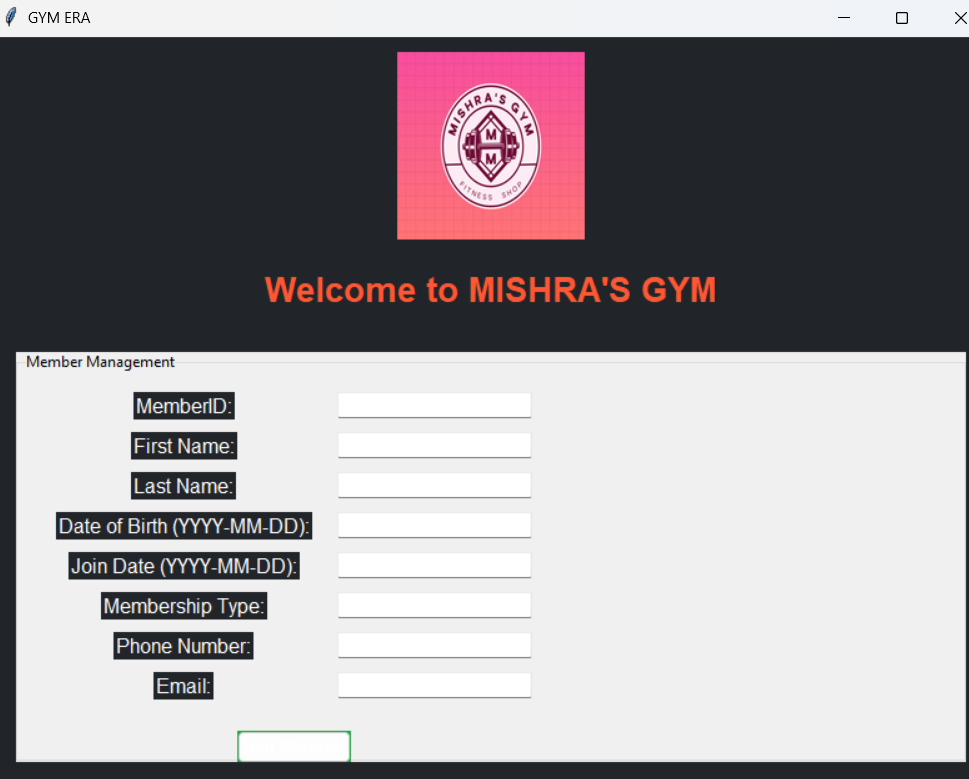 GYM ERA
MISHRA'S GYM
M
M
FITNESS SHOP
Welcome to MISHRA'S GYM
Member Management
MemberID:
First Name:
Last Name:
Date of Birth (YYYY-MM-DD):
Join Date (YYYY-MM-DD):
Membership Type:
Phone Number:
Email: